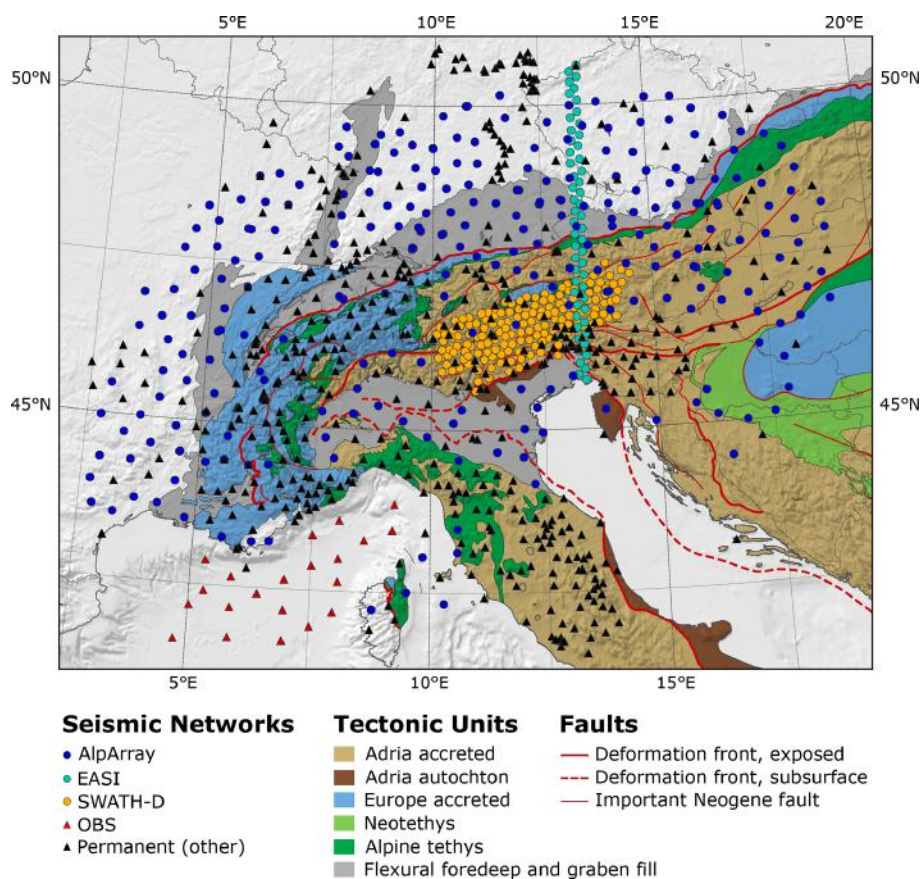 5°E 10°E 15°E 20°E
50°N 50°N
45°N 45°N
5°E 10°E 15°E
Seismic Networks
AlpArray
EASI
SWATH-D
OBS
Permanent (other)
Tectonic Units
Adria accreted
Adria autochton
Europe accreted
Neotethys
Alpine tethys
Flexural foredeep and graben fill
Faults
Deformation front, exposed
Deformation front, subsurface
Important Neogene fault